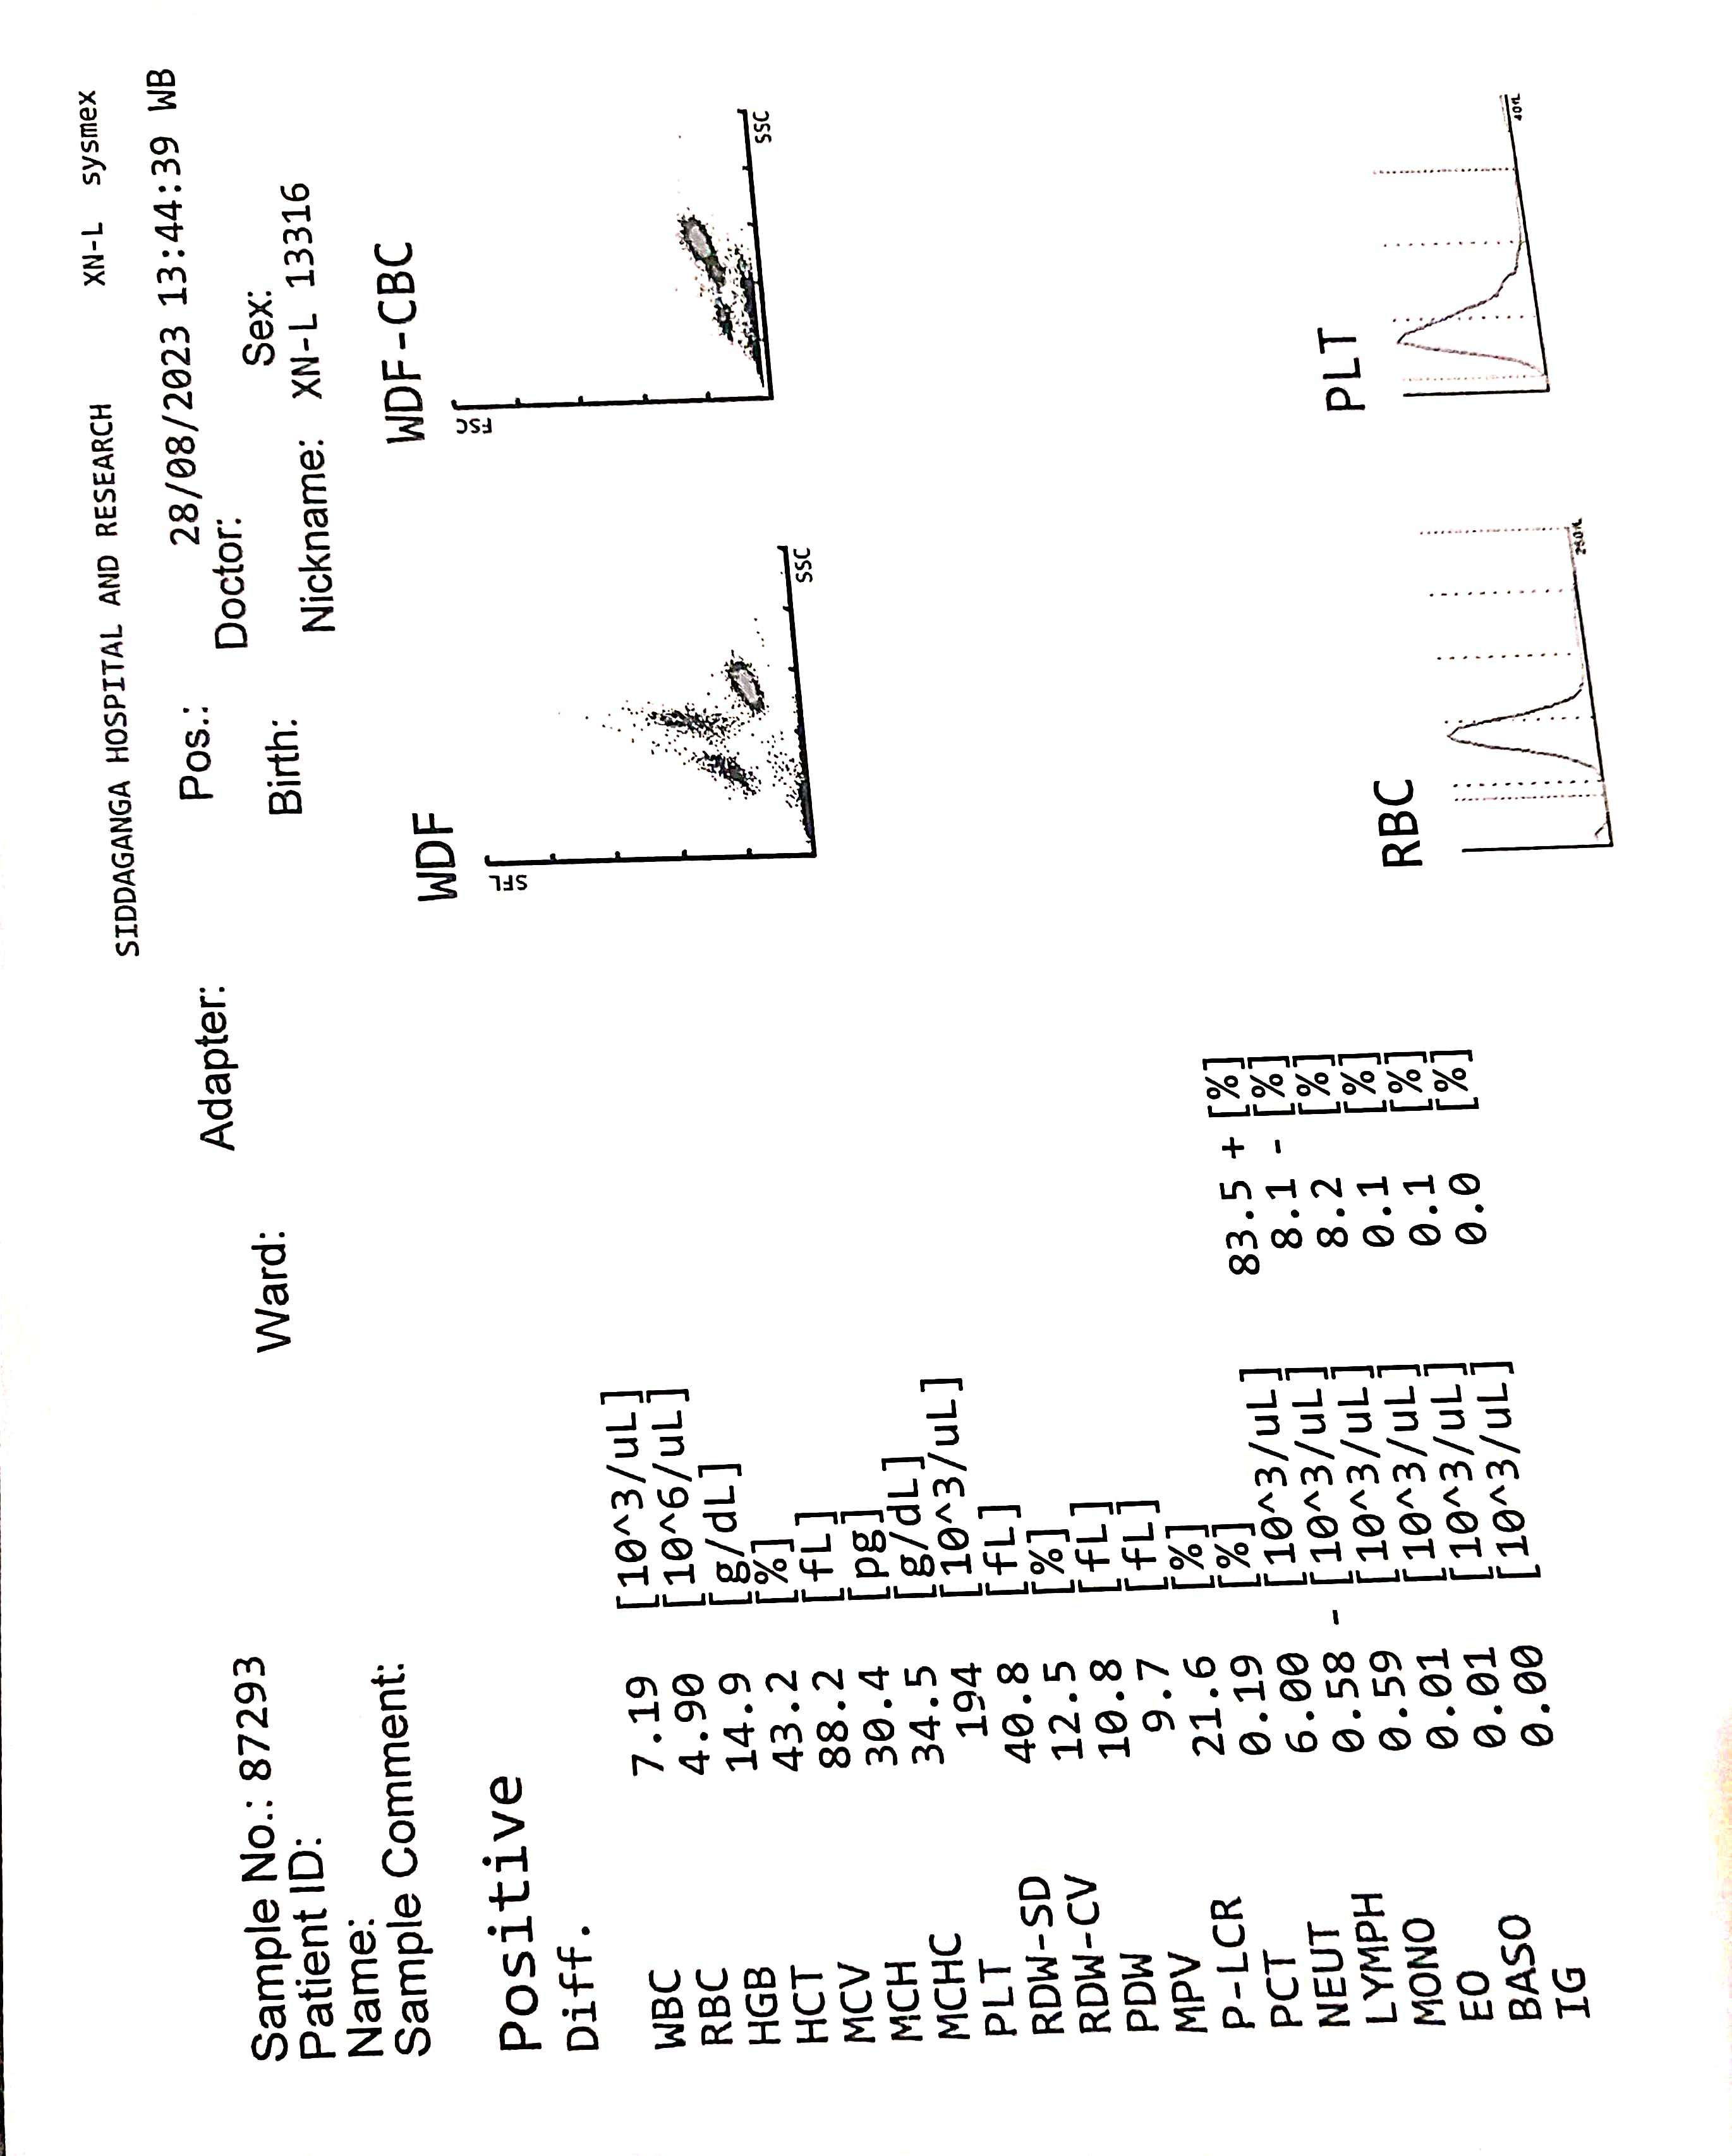 SIDDAGANGA HOSPITAL AND RESEARCH XN-L sysmex
Sample No.: 87293 Adapter: Pos.: 28/08/2023 13:44:39 WB
Patient ID: Ward: Doctor:
Name: Birth: Sex:
Sample Comment: Nickname: XN-L 13316
Positive
Diff.
WDF
SFL
SSC
WDF-CBC
FSC
SSC
WBC 7.19 [10^3/uL]
RBC 4.90 [10^6/uL]
HGB 14.9 [g/dL]
HCT 43.2 [%]
MCV 88.2 [fL]
MCH 30.4 [pg]
MCHC 34.5 [g/dL]
PLT 194 [10^3/uL]
RDW-SD 40.8 [fL]
RDW-CV 12.5 [%]
PDW 10.8 [fL]
MPV 9.7 [fL]
P-LCR 21.6 [%]
PCT 0.19 [%]
NEUT 6.00 [10^3/uL] 83.5 + [%]
LYMPH 0.58 - [10^3/uL] 8.1 - [%]
MONO 0.59 [10^3/uL] 8.2 [%]
EO 0.01 [10^3/uL] 0.1 [%]
BASO 0.01 [10^3/uL] 0.1 [%]
IG 0.00 [10^3/uL] 0.0 [%]
RBC
250fL
PLT
40fL